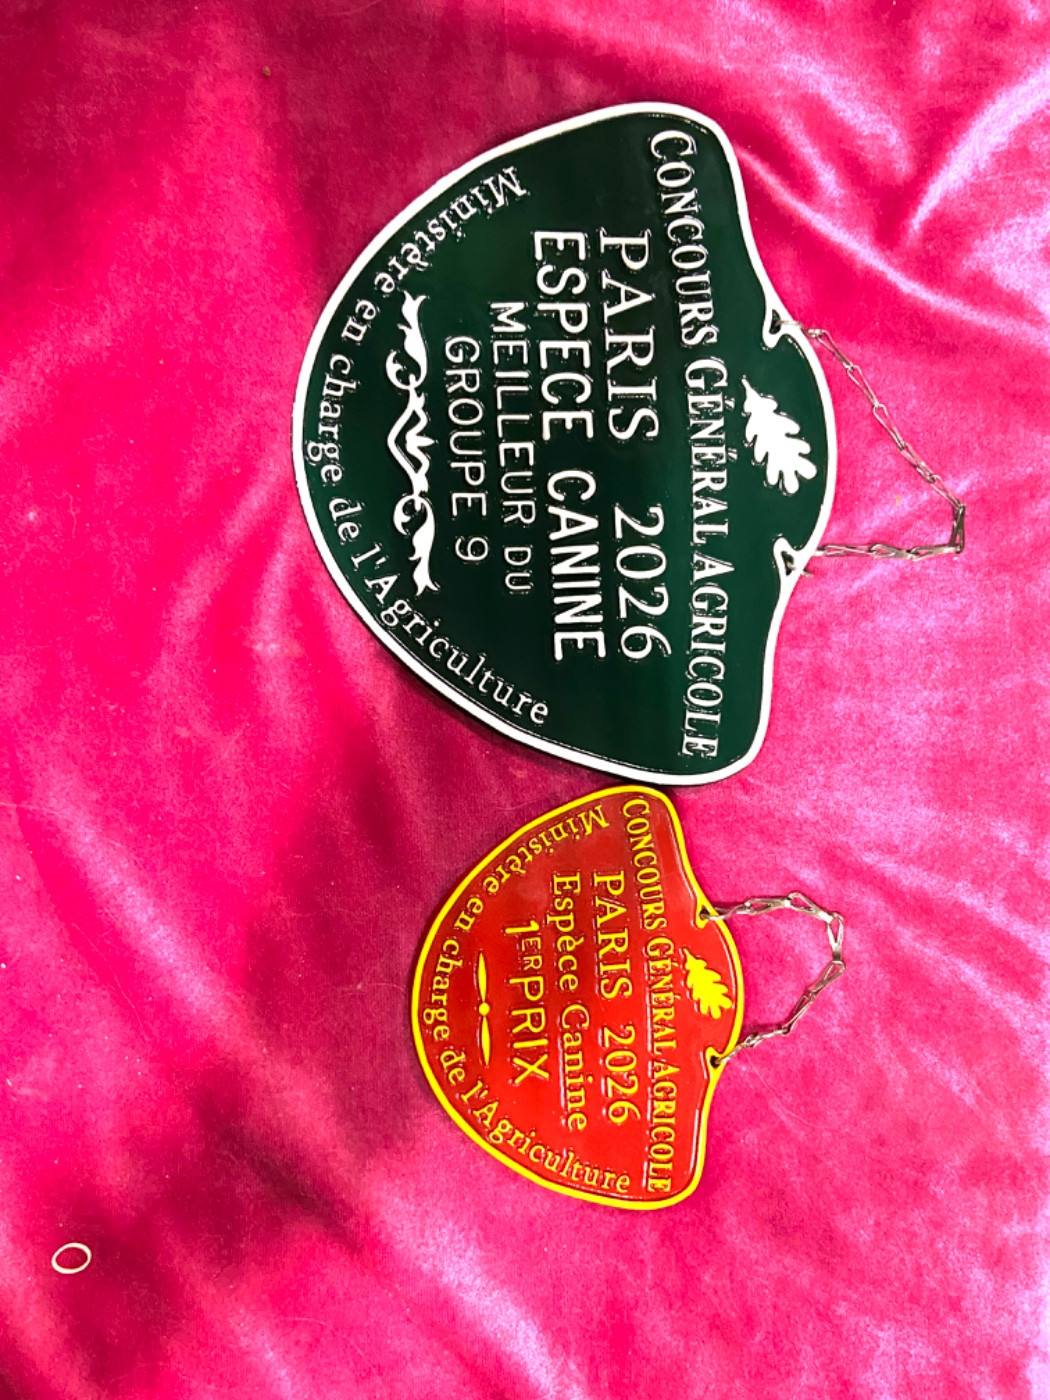 CONCOURS GÉNÉRAL AGRICOLE
PARIS 2026
ESPECE CANINE
MEILLEUR DU
GROUPE 9
Ministère en charge de l'Agriculture
CONCOURS GÉNÉRAL AGRICOLE
PARIS 2026
Espèce Canine
1ER PRIX
Ministère en charge de l'Agriculture